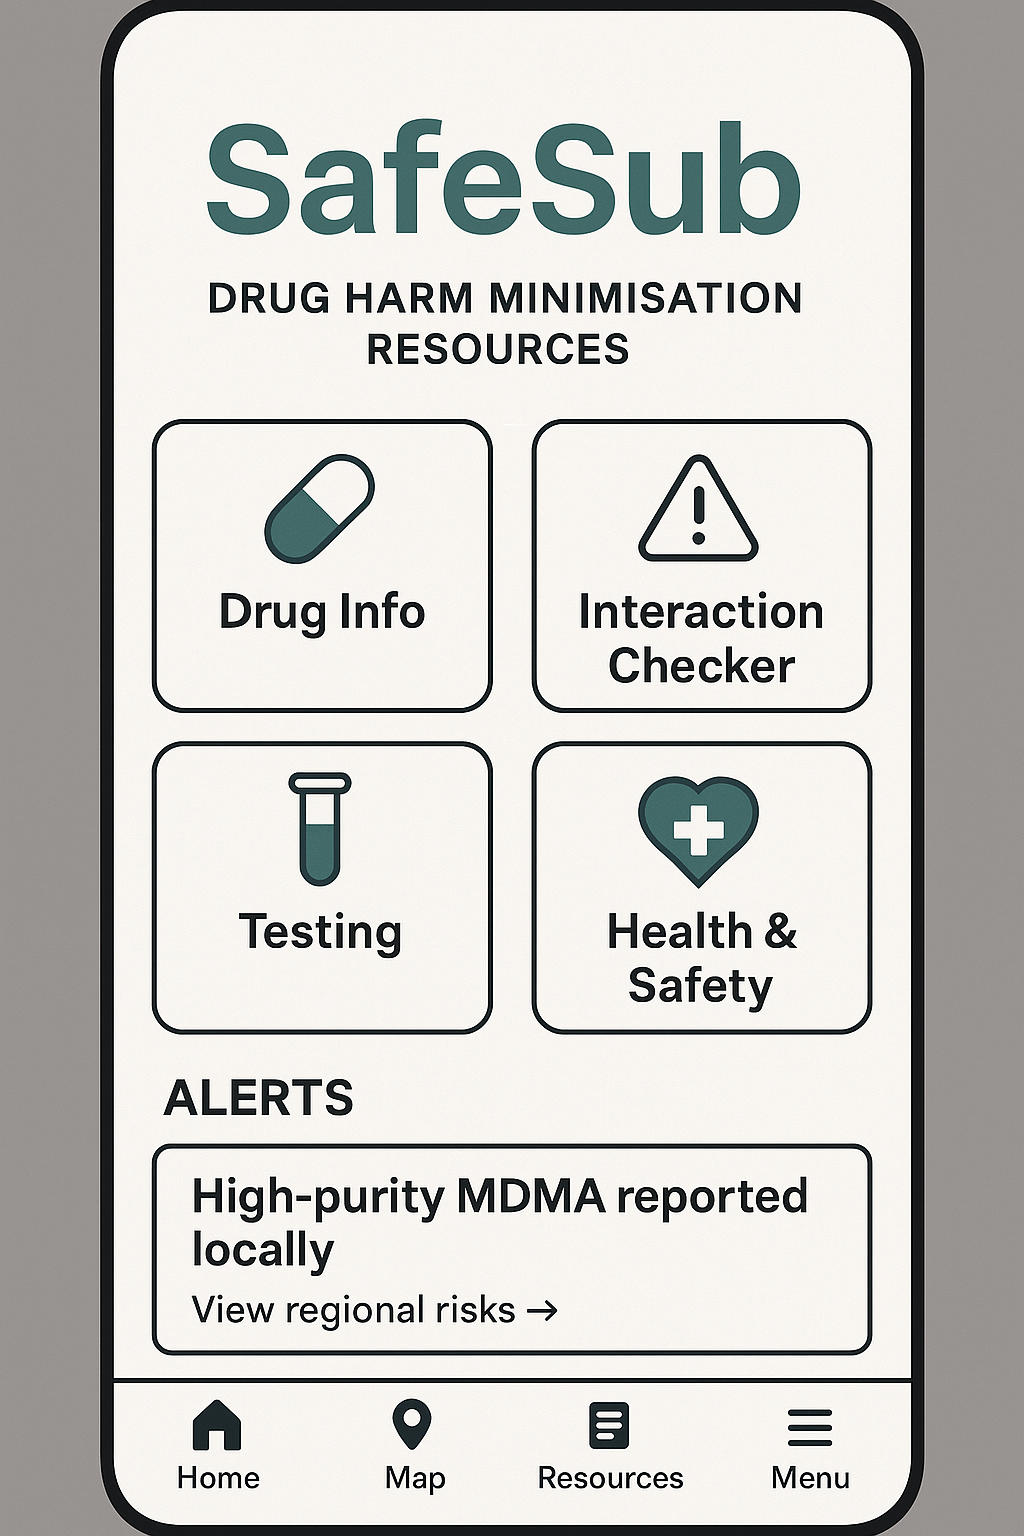 SafeSub
DRUG HARM MINIMISATION
RESOURCES
Drug Info
Interaction
Checker
Testing
Health &
Safety
ALERTS
High-purity MDMA reported
locally
View regional risks →
Home
Map
Resources
Menu